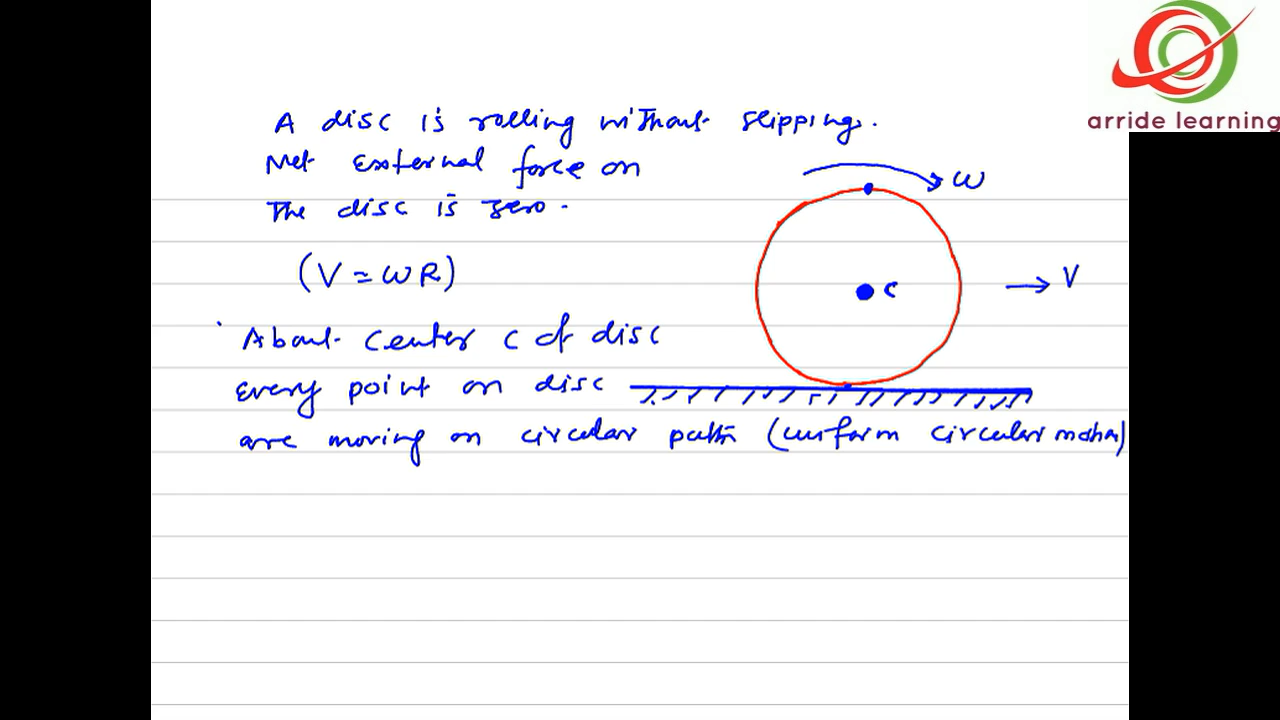 arride learning
A disc is rolling without slipping.
Net external force on
The disc is zero.
ω
(V = ωR)
C
V
About center C of disc
every point on disc
are moving on circular path (uniform circular motion)